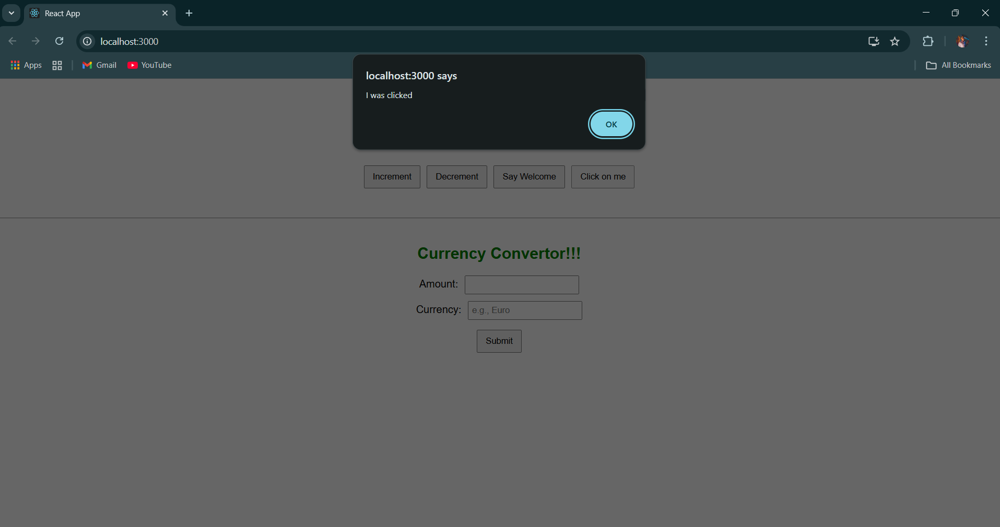 React App
localhost:3000
Apps Gmail YouTube All Bookmarks
localhost:3000 says
I was clicked
OK
Increment Decrement Say Welcome Click on me
Currency Convertor!!!
Amount:
Currency: e.g., Euro
Submit